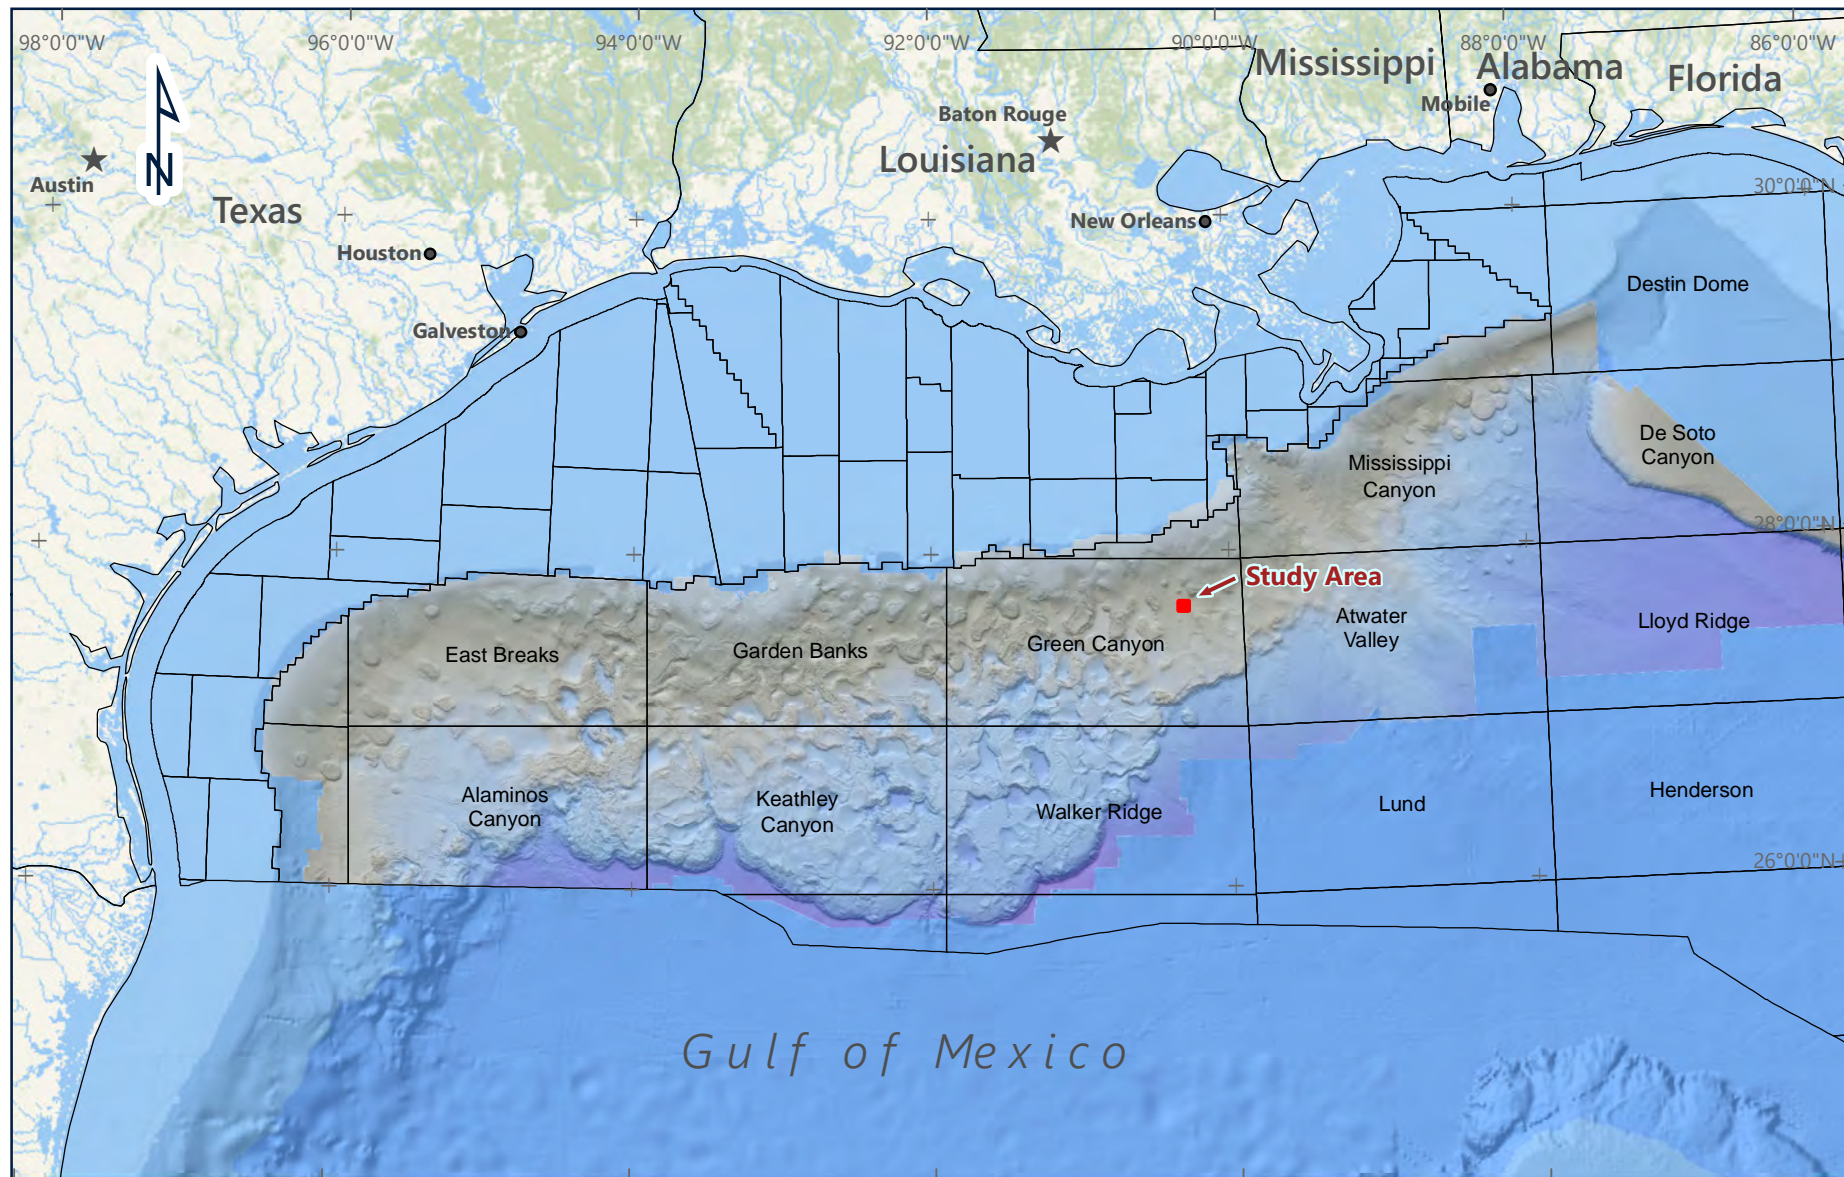 98°0'0"W
96°0'0"W
94°0'0"W
92°0'0"W
90°0'0"W
88°0'0"W
86°0'0"W
Mississippi
Alabama
Florida
Mobile
Baton Rouge
Louisiana
Austin
N
Texas
30°0'0"N
New Orleans
Houston
Destin Dome
Galveston
De Soto
Canyon
Mississippi
Canyon
28°0'0"N
Study Area
Atwater
Valley
Lloyd Ridge
East Breaks
Garden Banks
Green Canyon
Alaminos
Canyon
Keathley
Canyon
Walker Ridge
Lund
Henderson
26°0'0"N
Gulf of Mexico